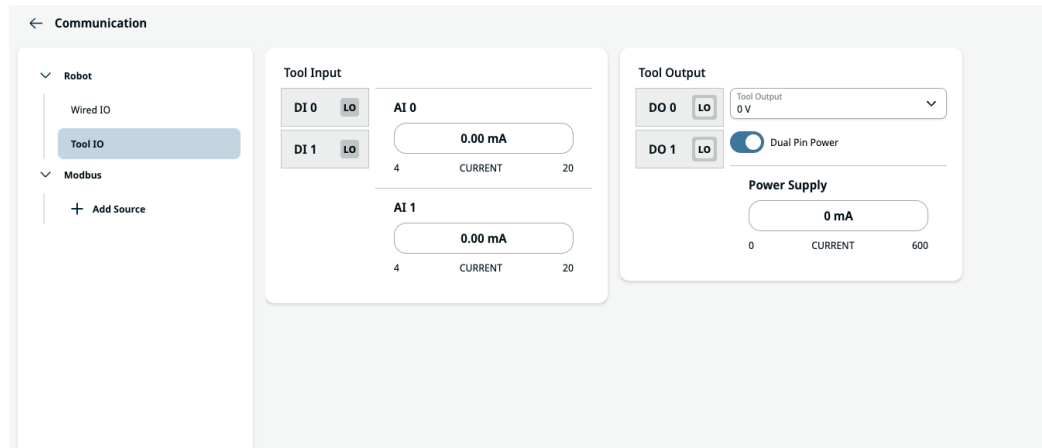 Communication
Robot
Wired IO
Tool IO
Modbus
Add Source
Tool Input
DI 0 LO
DI 1 LO
AI 0
0.00 mA
4 CURRENT 20
AI 1
0.00 mA
4 CURRENT 20
Tool Output
DO 0 LO
DO 1 LO
Tool Output
0 V
Dual Pin Power
Power Supply
0 mA
0 CURRENT 600